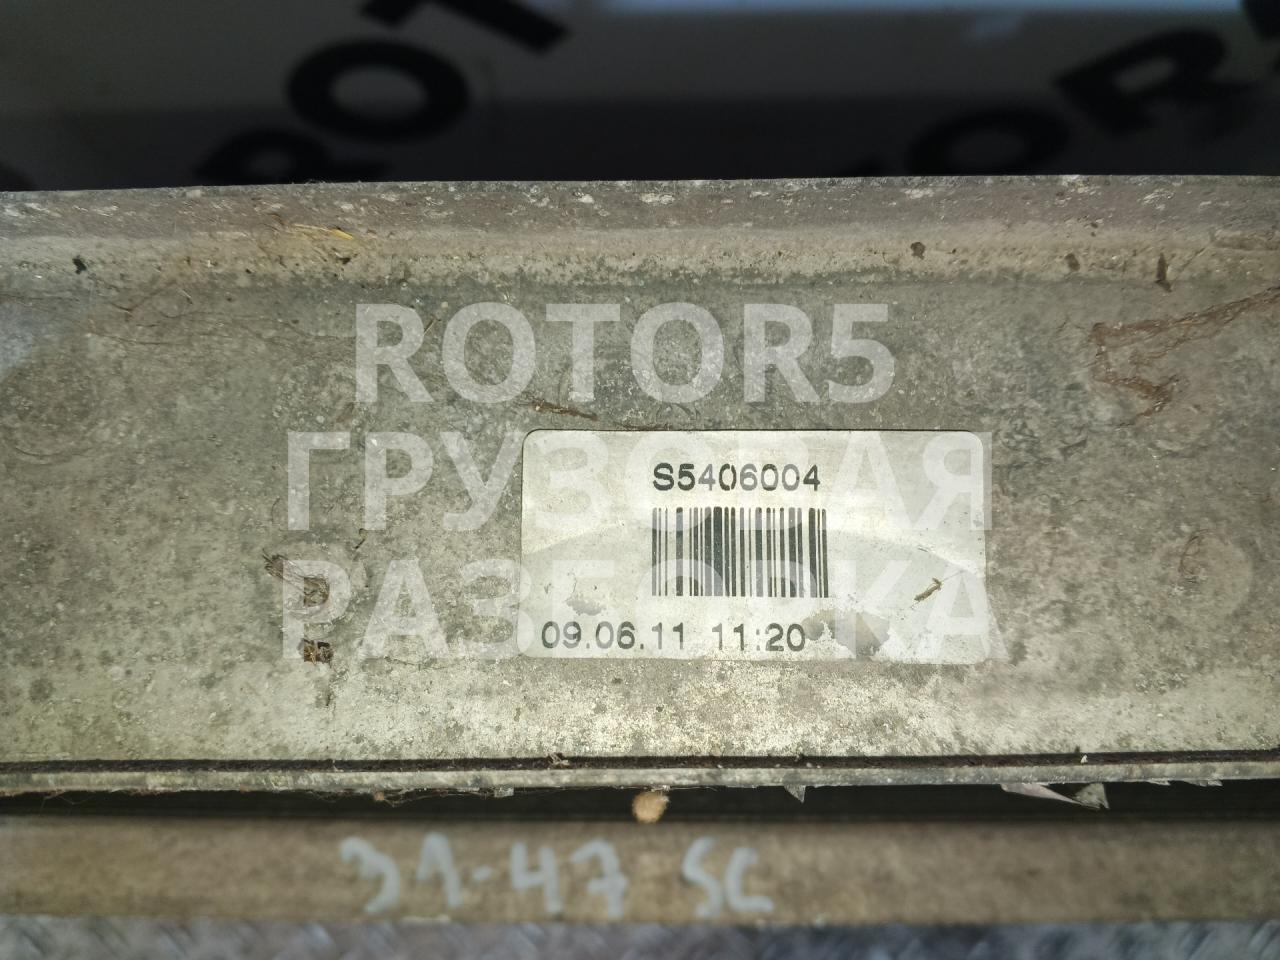 ROTOR5
ГРУЗОВАЯ
РАЗБОРКА
S5406004
09.06.11 11:20
31-47 SC